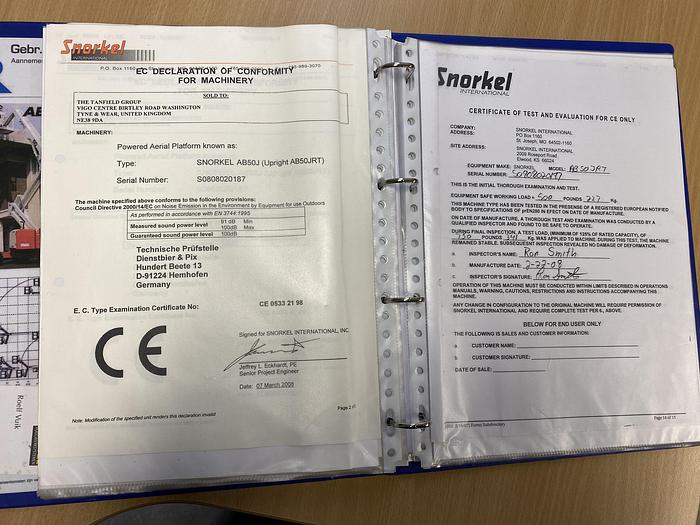 Gebr.
Aanneme
AB
Roelf Vuik
Snorkel
INTERNATIONAL
P.O. Box 1160
-989-3070
EC DECLARATION OF CONFORMITY
FOR MACHINERY
SOLD TO:
THE TANFIELD GROUP
VIGO CENTRE BIRTLEY ROAD WASHINGTON
TYNE & WEAR, UNITED KINGDOM
NE38 9DA
MACHINERY:
Powered Aerial Platform known as:
Type: SNORKEL AB50J (Upright AB50JRT)
Serial Number: S0808020187
The machine specified above conforms to the following provisions:
Council Directive 2000/14/EC on Noise Emission in the Environment by Equipment for use Outdoors
As performed in accordance with EN 3744:1995
91 dB Min
Measured sound power level 100dB Max
Guaranteed sound power level 100dB
Technische Prüfstelle
Dienstbier & Pix
Hundert Beete 13
D-91224 Hemhofen
Germany
E. C. Type Examination Certificate No: CE 0533 21 98
CE
Signed for SNORKEL INTERNATIONAL, INC
Jeffrey L. Eckhardt, PE
Senior Project Engineer
Date: 07 March 2008
Note: Modification of the specified unit renders this declaration invalid
Page 2
Snorkel
INTERNATIONAL
CERTIFICATE OF TEST AND EVALUATION FOR CE ONLY
COMPANY: SNORKEL INTERNATIONAL
ADDRESS: PO Box 1160
St. Joseph, MO 64502-1160
SITE ADDRESS: SNORKEL INTERNATIONAL
2009 Roseport Road
Elwood, KS 66024
EQUIPMENT MAKE: SNORKEL MODEL: AB50JRT
SERIAL NUMBER: S0808020187
THIS IS THE INITIAL THOROUGH EXAMINATION AND TEST.
EQUIPMENT SAFE WORKING LOAD = 500 POUNDS 227 Kg.
THIS MACHINE TYPE HAS BEEN TESTED IN THE PRESENCE OF A REGISTERED EUROPEAN NOTIFIED
BODY TO SPECIFICATIONS OF prEN280 IN EFFECT ON DATE OF MANUFACTURE.
ON DATE OF MANUFACTURE, A THOROUGH TEST AND EXAMINATION WAS CONDUCTED BY A
QUALIFIED INSPECTOR AND FOUND TO BE SAFE TO OPERATE.
DURING FINAL INSPECTION, A TEST LOAD, (MINIMUM OF 125% OF RATED CAPACITY), OF
750 POUNDS 341 Kg. WAS APPLIED TO MACHINE, DURING THIS TEST, THE MACHINE
REMAINED STABLE. SUBSEQUENT INSPECTION REVEALED NO DAMAGE OF DEFORMATION.
a. INSPECTOR'S NAME: Ron Smith
b. MANUFACTURE DATE: 2-22-08
c. INSPECTOR'S SIGNATURE: Ron Smith
OPERATION OF THIS MACHINE MUST BE CONDUCTED WITHIN LIMITS DESCRIBED IN OPERATIONS
MANUALS, WARNING, CAUTIONS, RESTRICTIONS AND INSTRUCTIONS ACCOMPANYING THIS
MACHINE.
ANY CHANGE IN CONFIGURATION TO THE ORIGINAL MACHINE WILL REQUIRE PERMISSION OF
SNORKEL INTERNATIONAL AND REQUIRE COMPLETE TEST PER 6, ABOVE.
BELOW FOR END USER ONLY
THE FOLLOWING IS SALES AND CUSTOMER INFORMATION:
a. CUSTOMER NAME:
b. CUSTOMER SIGNATURE:
DATE OF SALE:
Forms Subdirectory
Page 14 of 15